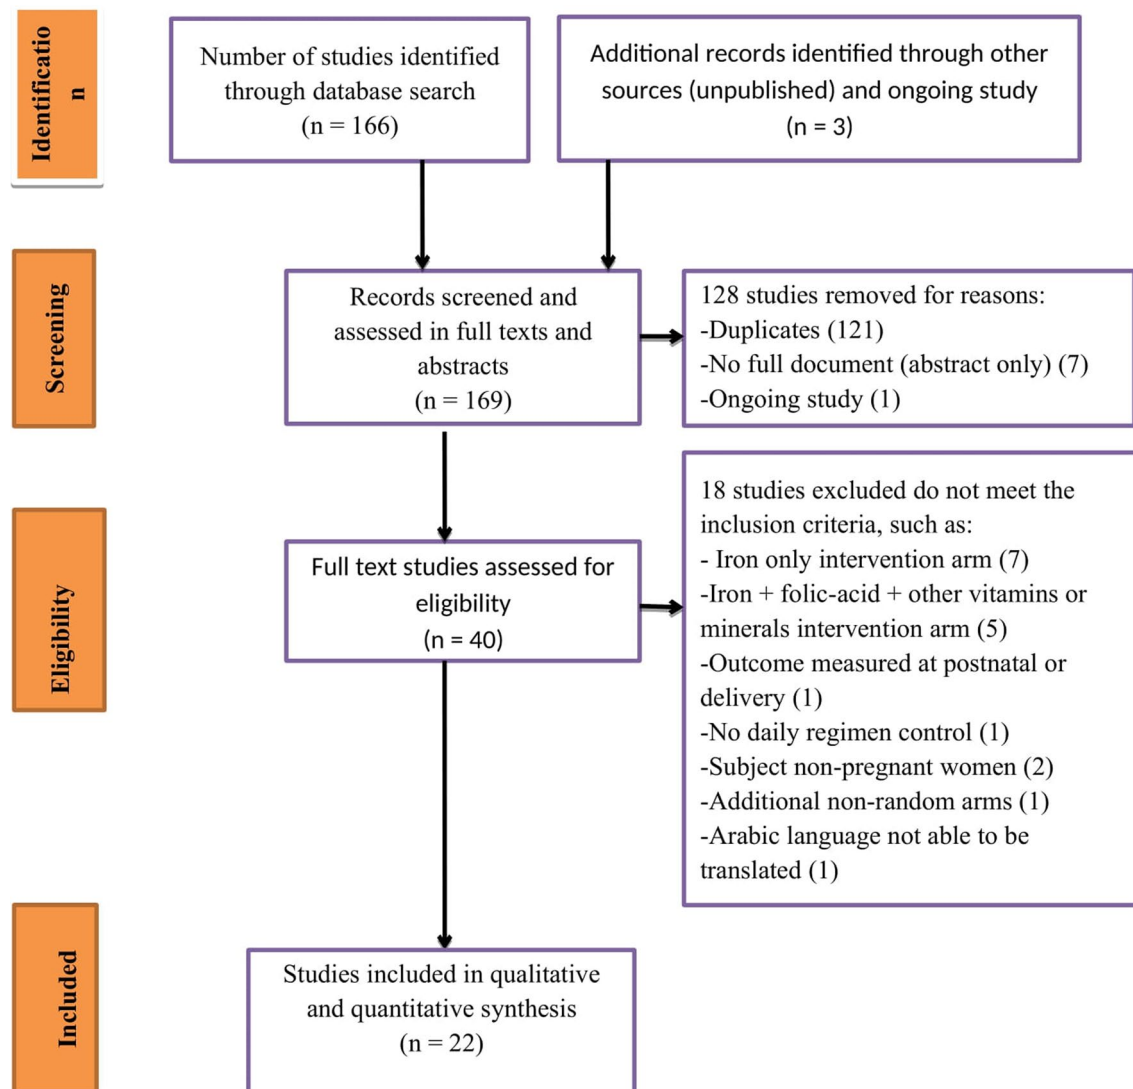 Identificatio
n
Number of studies identified
through database search
(n = 166)
Additional records identified through other
sources (unpublished) and ongoing study
(n = 3)
Screening
Records screened and
assessed in full texts and
abstracts
(n = 169)
128 studies removed for reasons:
-Duplicates (121)
-No full document (abstract only) (7)
-Ongoing study (1)
Eligibility
Full text studies assessed for
eligibility
(n = 40)
18 studies excluded do not meet the
inclusion criteria, such as:
- Iron only intervention arm (7)
-Iron + folic-acid + other vitamins or
minerals intervention arm (5)
-Outcome measured at postnatal or
delivery (1)
-No daily regimen control (1)
-Subject non-pregnant women (2)
-Additional non-random arms (1)
-Arabic language not able to be
translated (1)
Included
Studies included in qualitative
and quantitative synthesis
(n = 22)